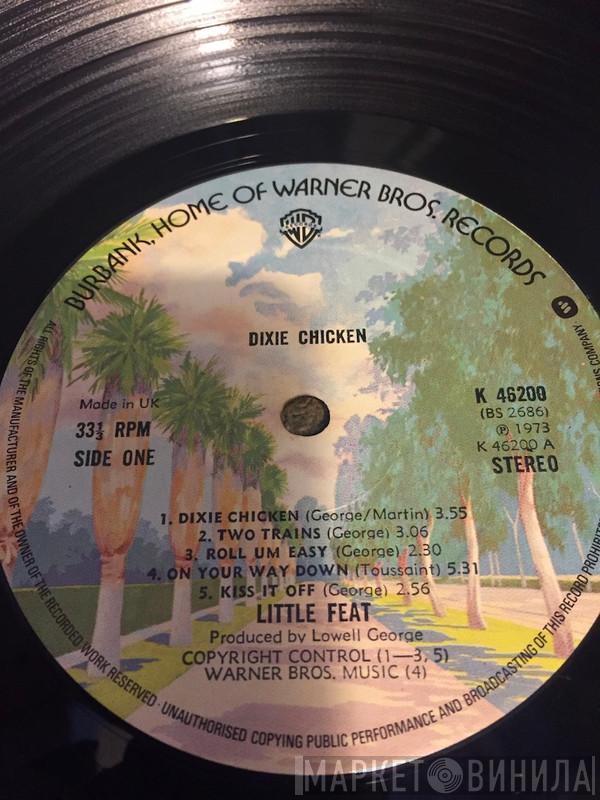 BURBANK, HOME OF WARNER BROS. RECORDS
DIXIE CHICKEN
Made in UK
33⅓ RPM
SIDE ONE
K 46200
(BS 2686)
℗ 1973
K 46200 A
STEREO
1. DIXIE CHICKEN (George/Martin) 3.55
2. TWO TRAINS (George) 3.06
3. ROLL UM EASY (George) 2.30
4. ON YOUR WAY DOWN (Toussaint) 5.31
5. KISS IT OFF (George) 2.56
LITTLE FEAT
Produced by Lowell George
COPYRIGHT CONTROL (1—3, 5)
WARNER BROS. MUSIC (4)
ALL RIGHTS OF THE MANUFACTURER AND OF THE OWNER OF THE RECORDED WORK RESERVED · UNAUTHORISED COPYING PUBLIC PERFORMANCE AND BROADCASTING OF THIS RECORD PROHIBITED
COMPANY
МАРКЕТ ВИНИЛА